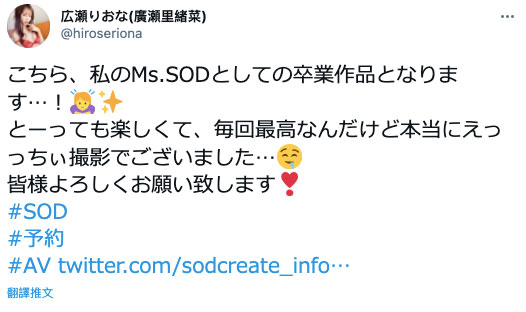 広瀬りおな(廣瀬里緒菜)
@hiroseriona
こちら、私のMs.SODとしての卒業作品となりま
す…！🙇‍♀️✨
とーっても楽しくて、毎回最高なんだけど本当にえっ
っちぃ撮影でございました…🤤
皆様よろしくお願い致します❣️
#SOD
#予約
#AV twitter.com/sodcreate_info…
翻譯推文